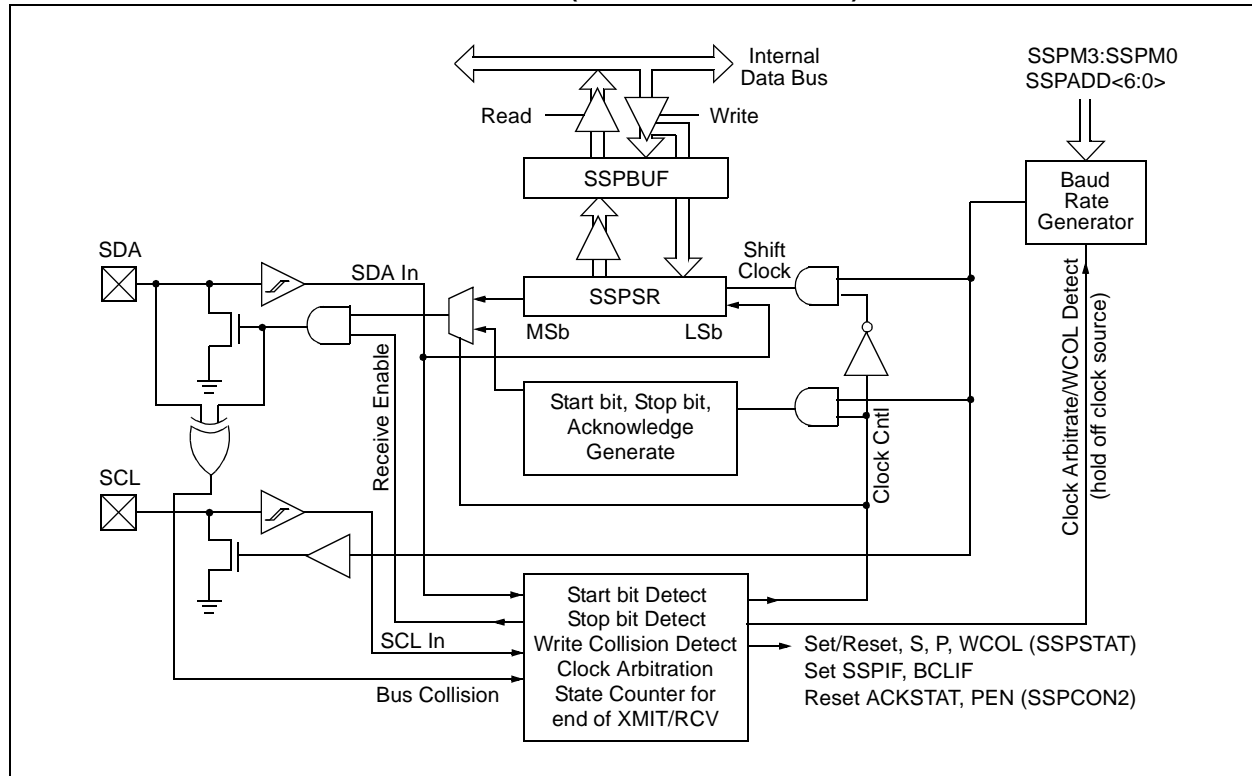 Internal
Data Bus
SSPM3:SSPM0
SSPADD<6:0>
Read
Write
SSPBUF
Baud
Rate
Generator
SDA
SDA In
Shift
Clock
SSPSR
MSb
LSb
Start bit, Stop bit,
Acknowledge
Generate
Receive Enable
Clock Cntl
Clock Arbitrate/WCOL Detect
(hold off clock source)
SCL
SCL In
Bus Collision
Start bit Detect
Stop bit Detect
Write Collision Detect
Clock Arbitration
State Counter for
end of XMIT/RCV
Set/Reset, S, P, WCOL (SSPSTAT)
Set SSPIF, BCLIF
Reset ACKSTAT, PEN (SSPCON2)